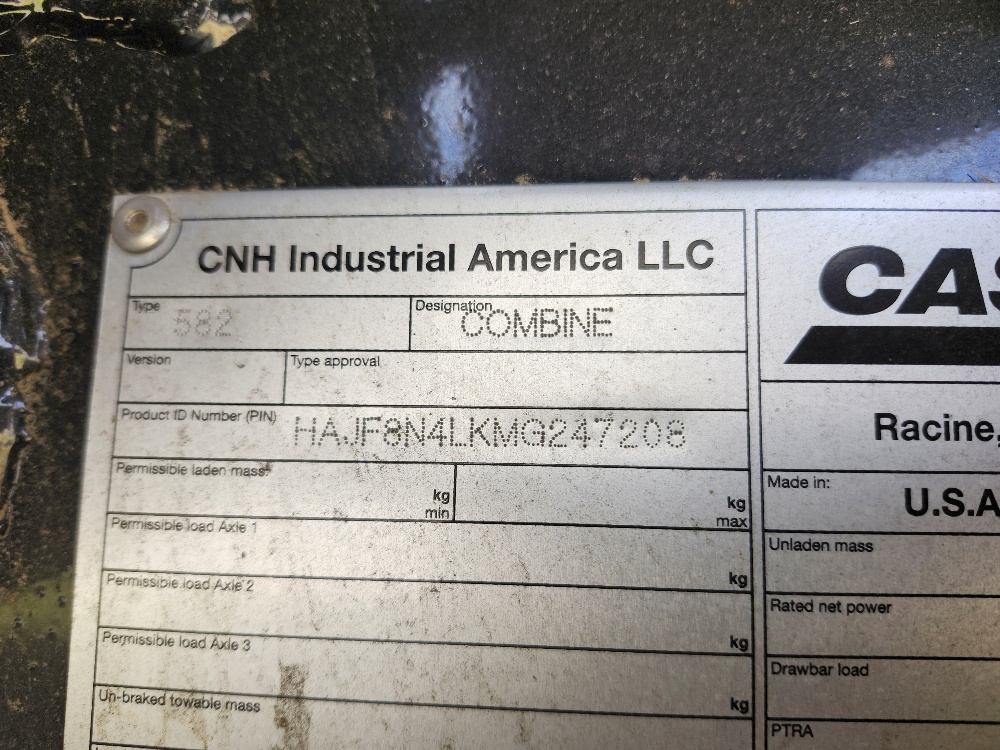 CNH Industrial America LLC
Type 582
Designation COMBINE
Version
Type approval
Product ID Number (PIN) HAJF8N4LKMG247208
Permissible laden mass:
kg min
kg max
Permissible load Axle 1
Permissible load Axle 2
kg
Permissible load Axle 3
kg
Un-braked towable mass
kg
CAS
Racine,
Made in:
U.S.A
Unladen mass
Rated net power
Drawbar load
PTRA